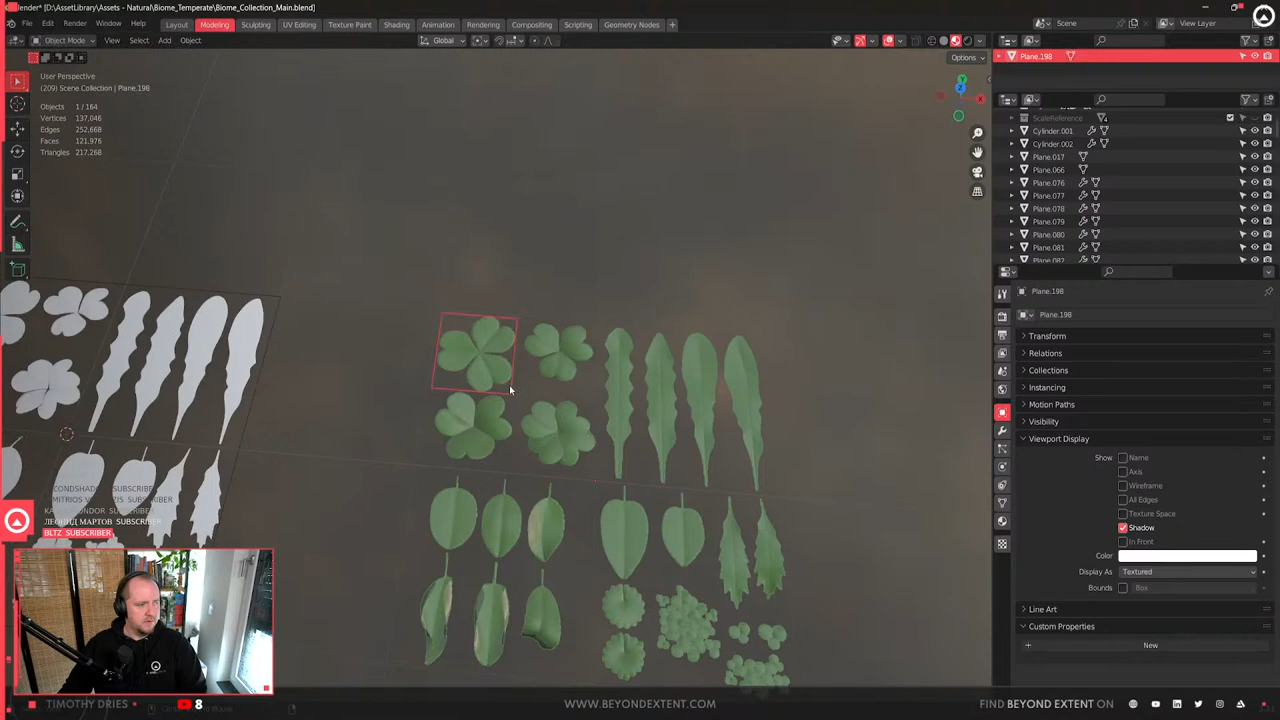 Blender* [D:\AssetLibrary\Assets - Natural\Biome_Temperate\Biome_Collection_Main.blend]
File Edit Render Window Help Layout Modeling Sculpting UV Editing Texture Paint Shading Animation Rendering Compositing Scripting Geometry Nodes Scene View Layer
Object Mode View Select Add Object Global Options
User Perspective
(209) Scene Collection | Plane.198
Objects 1 / 164
Vertices 137,046
Edges 252,668
Faces 121,976
Triangles 217,268
Y
Z
X
Plane.198
ScaleReference
Cylinder.001
Cylinder.002
Plane.017
Plane.066
Plane.076
Plane.077
Plane.078
Plane.079
Plane.080
Plane.081
Plane.082
Plane.198
Plane.198
Transform
Relations
Collections
Instancing
Motion Paths
Visibility
Viewport Display
Show Name
Axis
Wireframe
All Edges
Texture Space
Shadow
In Front
Color
Display As Textured
Bounds Box
Line Art
Custom Properties
New
SUBSCRIBER
SUBSCRIBER
SUBSCRIBER
ЛЕОНИД МАРТОВ SUBSCRIBER
BLTZ SUBSCRIBER
TIMOTHY DRIES 8 WWW.BEYONDEXTENT.COM FIND BEYOND EXTENT ON